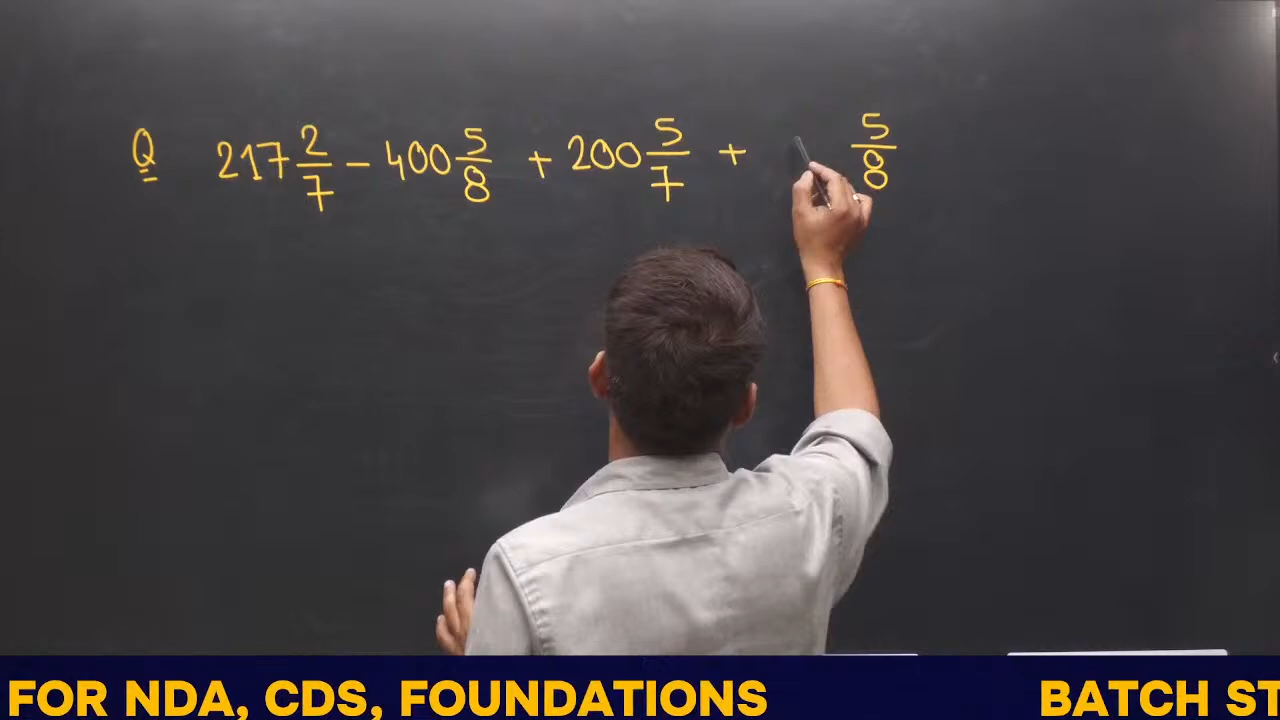 Q 217 2/7 - 400 5/8 + 200 5/7 + 5/8
FOR NDA, CDS, FOUNDATIONS BATCH ST